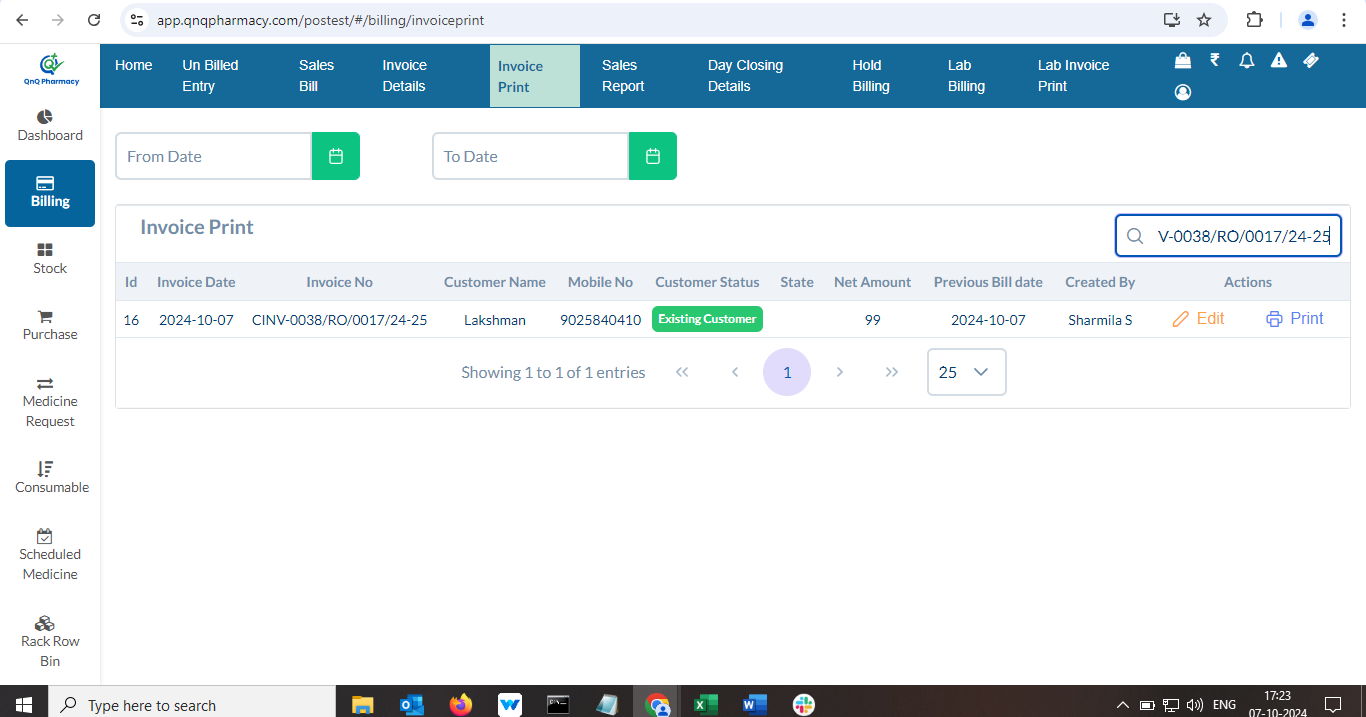 app.qnqpharmacy.com/postest/#/billing/invoiceprint
QnQ Pharmacy
Home
Un Billed
Entry
Sales
Bill
Invoice
Details
Invoice
Print
Sales
Report
Day Closing
Details
Hold
Billing
Lab
Billing
Lab Invoice
Print
Dashboard
Billing
Stock
Purchase
Medicine
Request
Consumable
Scheduled
Medicine
Rack Row
Bin
From Date
To Date
Invoice Print
V-0038/RO/0017/24-25
Id Invoice Date Invoice No Customer Name Mobile No Customer Status State Net Amount Previous Bill date Created By Actions
16 2024-10-07 CINV-0038/RO/0017/24-25 Lakshman 9025840410 Existing Customer 99 2024-10-07 Sharmila S Edit Print
Showing 1 to 1 of 1 entries << < 1 > >> 25
Type here to search
ENG
17:23
07-10-2024